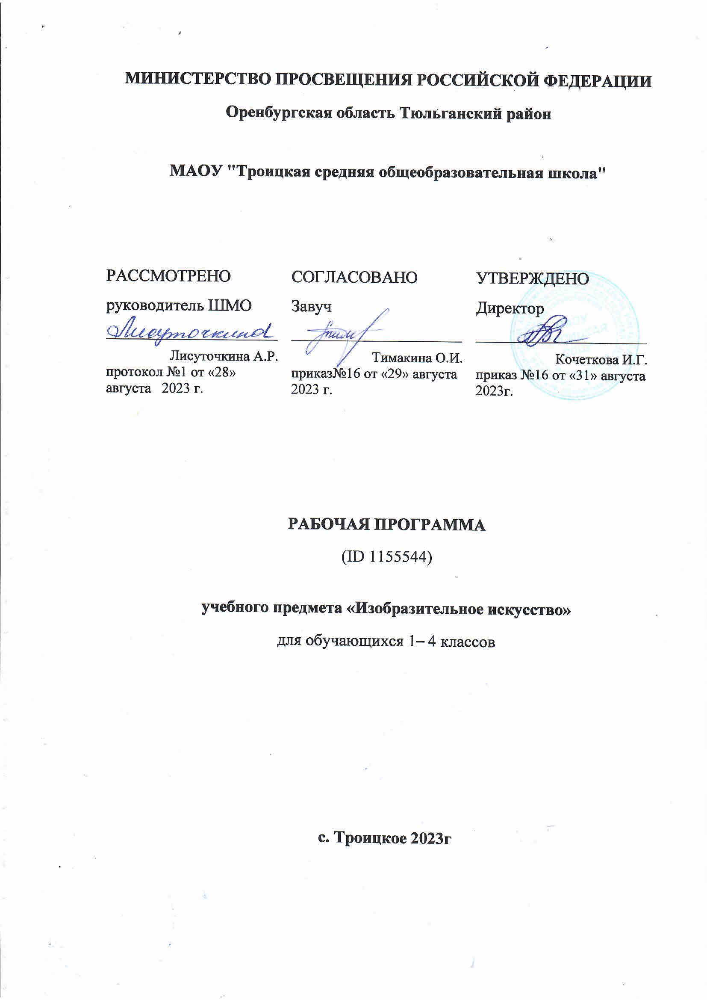 МИНИСТЕРСТВО ПРОСВЕЩЕНИЯ РОССИЙСКОЙ ФЕДЕРАЦИИ
Оренбургская область Тюльганский район
МАОУ "Троицкая средняя общеобразовательная школа"
РАССМОТРЕНО
руководитель ШМО
Лисуточкина
Лисуточкина А.Р.
протокол №1 от «28»
августа 2023 г.
СОГЛАСОВАНО
Завуч
Тимакина О.И.
приказ№16 от «29» августа
2023 г.
УТВЕРЖДЕНО
Директор
Кочеткова И.Г.
приказ №16 от «31» августа
2023г.
РАБОЧАЯ ПРОГРАММА
(ID 1155544)
учебного предмета «Изобразительное искусство»
для обучающихся 1– 4 классов
с. Троицкое 2023г